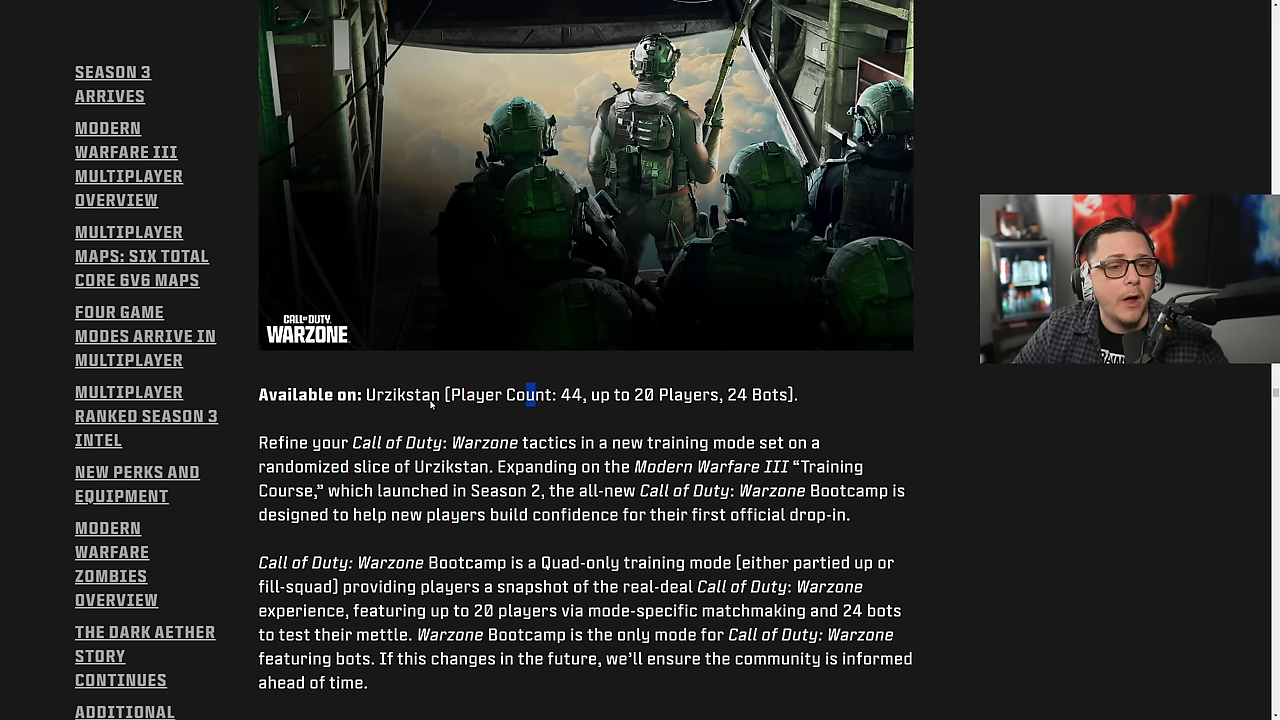 SEASON 3
ARRIVES
MODERN
WARFARE III
MULTIPLAYER
OVERVIEW
MULTIPLAYER
MAPS: SIX TOTAL
CORE 6V6 MAPS
FOUR GAME
MODES ARRIVE IN
MULTIPLAYER
MULTIPLAYER
RANKED SEASON 3
INTEL
NEW PERKS AND
EQUIPMENT
MODERN
WARFARE
ZOMBIES
OVERVIEW
THE DARK AETHER
STORY
CONTINUES
ADDITIONAL
CALL OF DUTY
WARZONE
Available on: Urzikstan (Player Count: 44, up to 20 Players, 24 Bots).
Refine your Call of Duty: Warzone tactics in a new training mode set on a
randomized slice of Urzikstan. Expanding on the Modern Warfare III “Training
Course,” which launched in Season 2, the all-new Call of Duty: Warzone Bootcamp is
designed to help new players build confidence for their first official drop-in.
Call of Duty: Warzone Bootcamp is a Quad-only training mode (either partied up or
fill-squad) providing players a snapshot of the real-deal Call of Duty: Warzone
experience, featuring up to 20 players via mode-specific matchmaking and 24 bots
to test their mettle. Warzone Bootcamp is the only mode for Call of Duty: Warzone
featuring bots. If this changes in the future, we’ll ensure the community is informed
ahead of time.